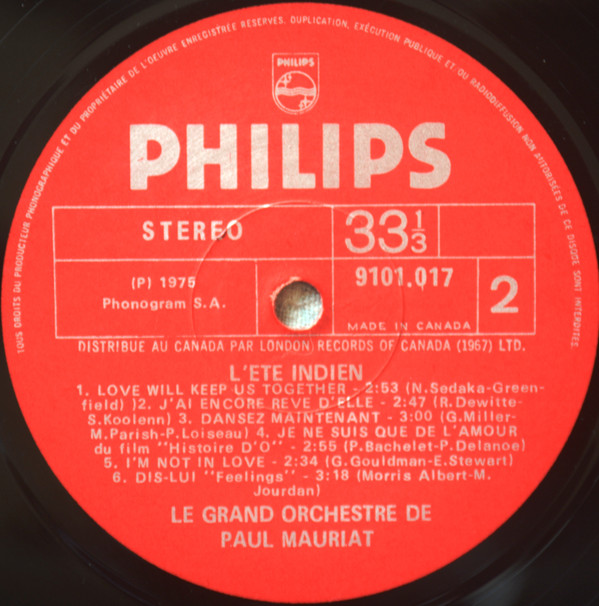 TOUS DROITS DU PRODUCTEUR PHONOGRAPHIQUE ET DU PROPRIÉTAIRE DE L'OEUVRE ENREGISTRÉE RESERVÉS. DUPLICATION, EXÉCUTION PUBLIQUE ET/OU RADIODIFFUSION NON AUTORISÉES DE CE DISQUE SONT INTERDITES.
PHILIPS
PHILIPS
STEREO
33 1/3
(P) 1975
Phonogram S.A.
9101.017
2
MADE IN CANADA
DISTRIBUE AU CANADA PAR LONDON RECORDS OF CANADA (1967) LTD.
L'ETE INDIEN
1. LOVE WILL KEEP US TOGETHER - 2:53 (N.Sedaka-Green-
field) )2. J'AI ENCORE REVE D'ELLE - 2:47 (R.Dewitte-
S.Koolenn) 3. DANSEZ MAINTENANT - 3:00 (G.Miller-
M.Parish-P.Loiseau) 4. JE NE SUIS QUE DE L'AMOUR
du film ''Histoire D'O'' - 2:55 (P.Bachelet-P.Delanoe)
5. I'M NOT IN LOVE - 2:34 (G.Gouldman-E.Stewart)
6. DIS-LUI ''Feelings'' - 3:18 (Morris Albert-M.
Jourdan)
LE GRAND ORCHESTRE DE
PAUL MAURIAT